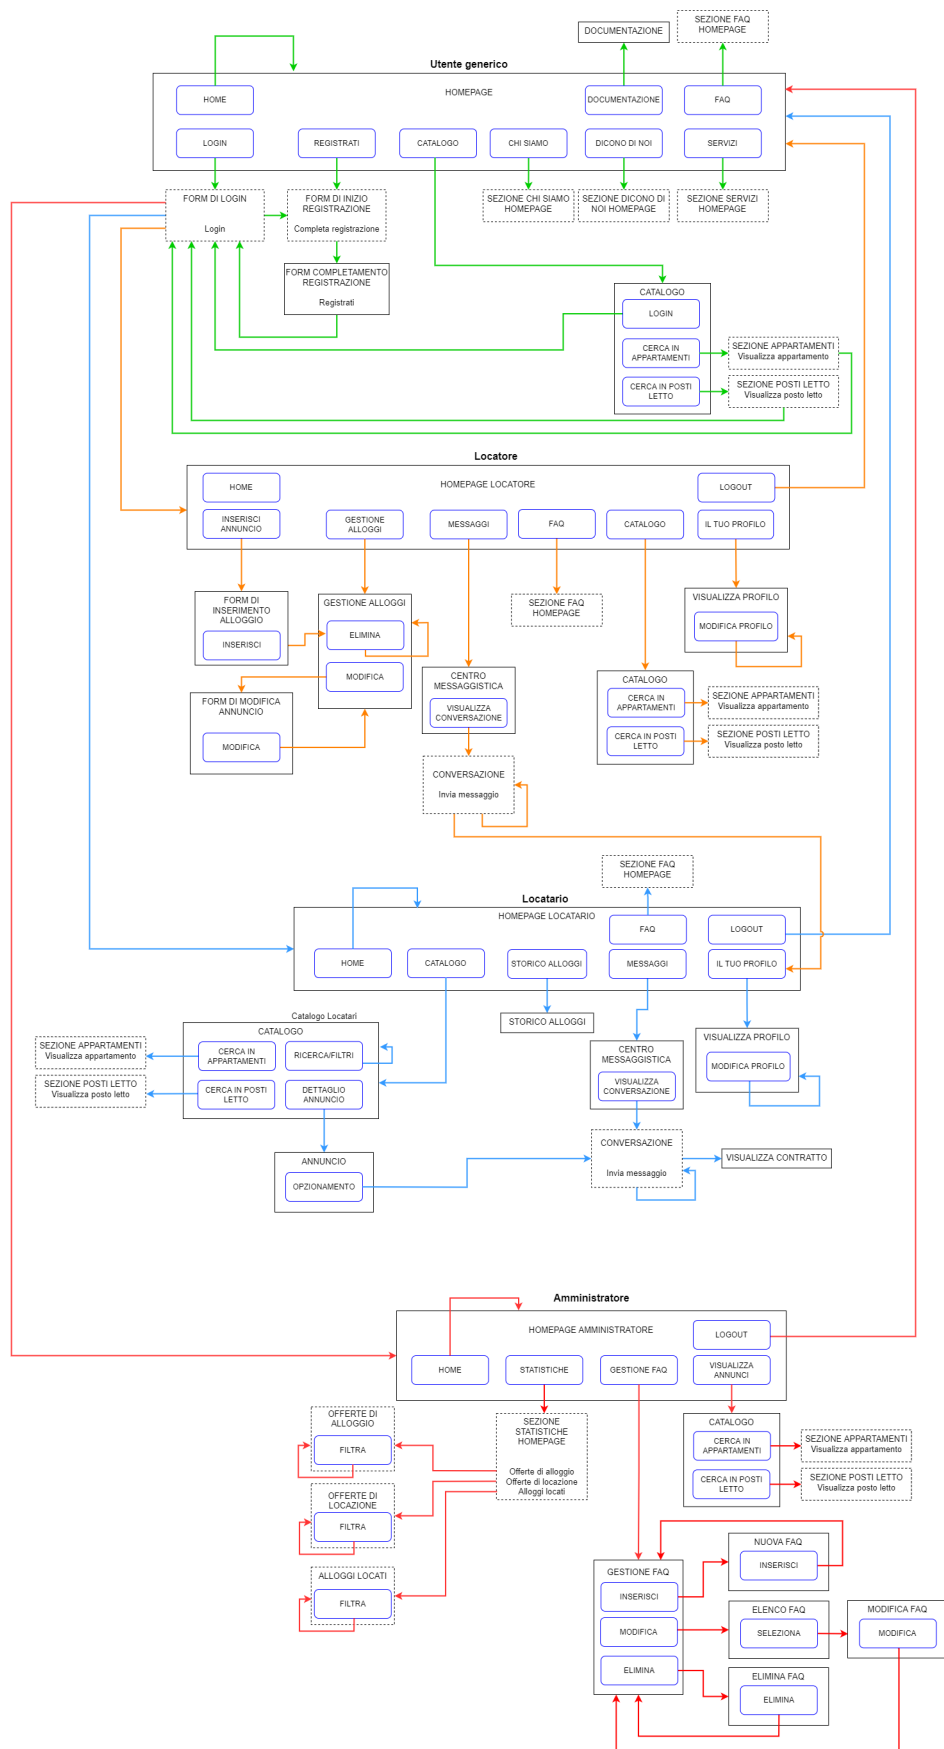 DOCUMENTAZIONE
SEZIONE FAQ
HOMEPAGE
Utente generico
HOMEPAGE
HOME
DOCUMENTAZIONE
FAQ
LOGIN
REGISTRATI
CATALOGO
CHI SIAMO
DICONO DI NOI
SERVIZI
FORM DI LOGIN
Login
FORM DI INIZIO
REGISTRAZIONE
Completa registrazione
SEZIONE CHI SIAMO
HOMEPAGE
SEZIONE DICONO DI
NOI HOMEPAGE
SEZIONE SERVIZI
HOMEPAGE
FORM COMPLETAMENTO
REGISTRAZIONE
Registrati
CATALOGO
LOGIN
CERCA IN
APPARTAMENTI
CERCA IN POSTI
LETTO
SEZIONE APPARTAMENTI
Visualizza appartamento
SEZIONE POSTI LETTO
Visualizza posto letto
Locatore
HOMEPAGE LOCATORE
HOME
LOGOUT
INSERISCI
ANNUNCIO
GESTIONE
ALLOGGI
MESSAGGI
FAQ
CATALOGO
IL TUO PROFILO
FORM DI
INSERIMENTO
ALLOGGIO
INSERISCI
GESTIONE ALLOGGI
ELIMINA
MODIFICA
SEZIONE FAQ
HOMEPAGE
VISUALIZZA PROFILO
MODIFICA PROFILO
FORM DI MODIFICA
ANNUNCIO
MODIFICA
CENTRO
MESSAGGISTICA
VISUALIZZA
CONVERSAZIONE
CATALOGO
CERCA IN
APPARTAMENTI
CERCA IN POSTI
LETTO
SEZIONE APPARTAMENTI
Visualizza appartamento
SEZIONE POSTI LETTO
Visualizza posto letto
CONVERSAZIONE
Invia messaggio
SEZIONE FAQ
HOMEPAGE
Locatario
HOMEPAGE LOCATARIO
FAQ
LOGOUT
HOME
CATALOGO
STORICO ALLOGGI
MESSAGGI
IL TUO PROFILO
STORICO ALLOGGI
Catalogo Locatari
CATALOGO
CERCA IN
APPARTAMENTI
RICERCA/FILTRI
CERCA IN POSTI
LETTO
DETTAGLIO
ANNUNCIO
SEZIONE APPARTAMENTI
Visualizza appartamento
SEZIONE POSTI LETTO
Visualizza posto letto
CENTRO
MESSAGGISTICA
VISUALIZZA
CONVERSAZIONE
VISUALIZZA PROFILO
MODIFICA PROFILO
ANNUNCIO
OPZIONAMENTO
CONVERSAZIONE
Invia messaggio
VISUALIZZA CONTRATTO
Amministratore
HOMEPAGE AMMINISTRATORE
LOGOUT
HOME
STATISTICHE
GESTIONE FAQ
VISUALIZZA
ANNUNCI
OFFERTE DI
ALLOGGIO
FILTRA
SEZIONE
STATISTICHE
HOMEPAGE
Offerte di alloggio
Offerte di locazione
Alloggi locati
CATALOGO
CERCA IN
APPARTAMENTI
CERCA IN POSTI
LETTO
SEZIONE APPARTAMENTI
Visualizza appartamento
SEZIONE POSTI LETTO
Visualizza posto letto
OFFERTE DI
LOCAZIONE
FILTRA
ALLOGGI LOCATI
FILTRA
GESTIONE FAQ
INSERISCI
MODIFICA
ELIMINA
NUOVA FAQ
INSERISCI
ELENCO FAQ
SELEZIONA
MODIFICA FAQ
MODIFICA
ELIMINA FAQ
ELIMINA